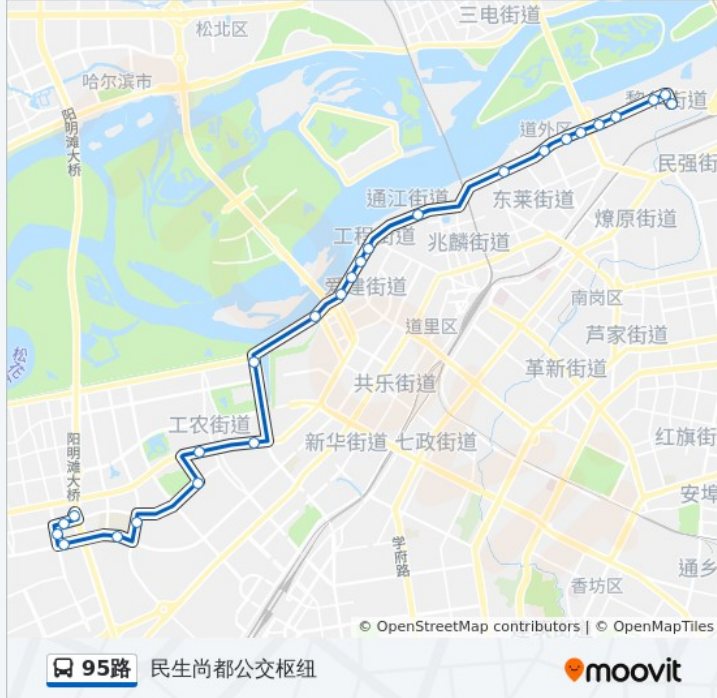 三电街道
松北区
哈尔滨市
阳明滩大桥
道外区
民强街
通江街道
东莱街道
工程街道
兆麟街道
燎原街道
爱建街道
南岗区
道里区
芦家街道
松花
革新街道
共乐街道
工农街道
新华街道
七政街道
红旗街
阳明滩大桥
安埠
学府路
通乡
香坊区
© OpenStreetMap contributors | © OpenMapTiles
95路 民生尚都公交枢纽
moovit